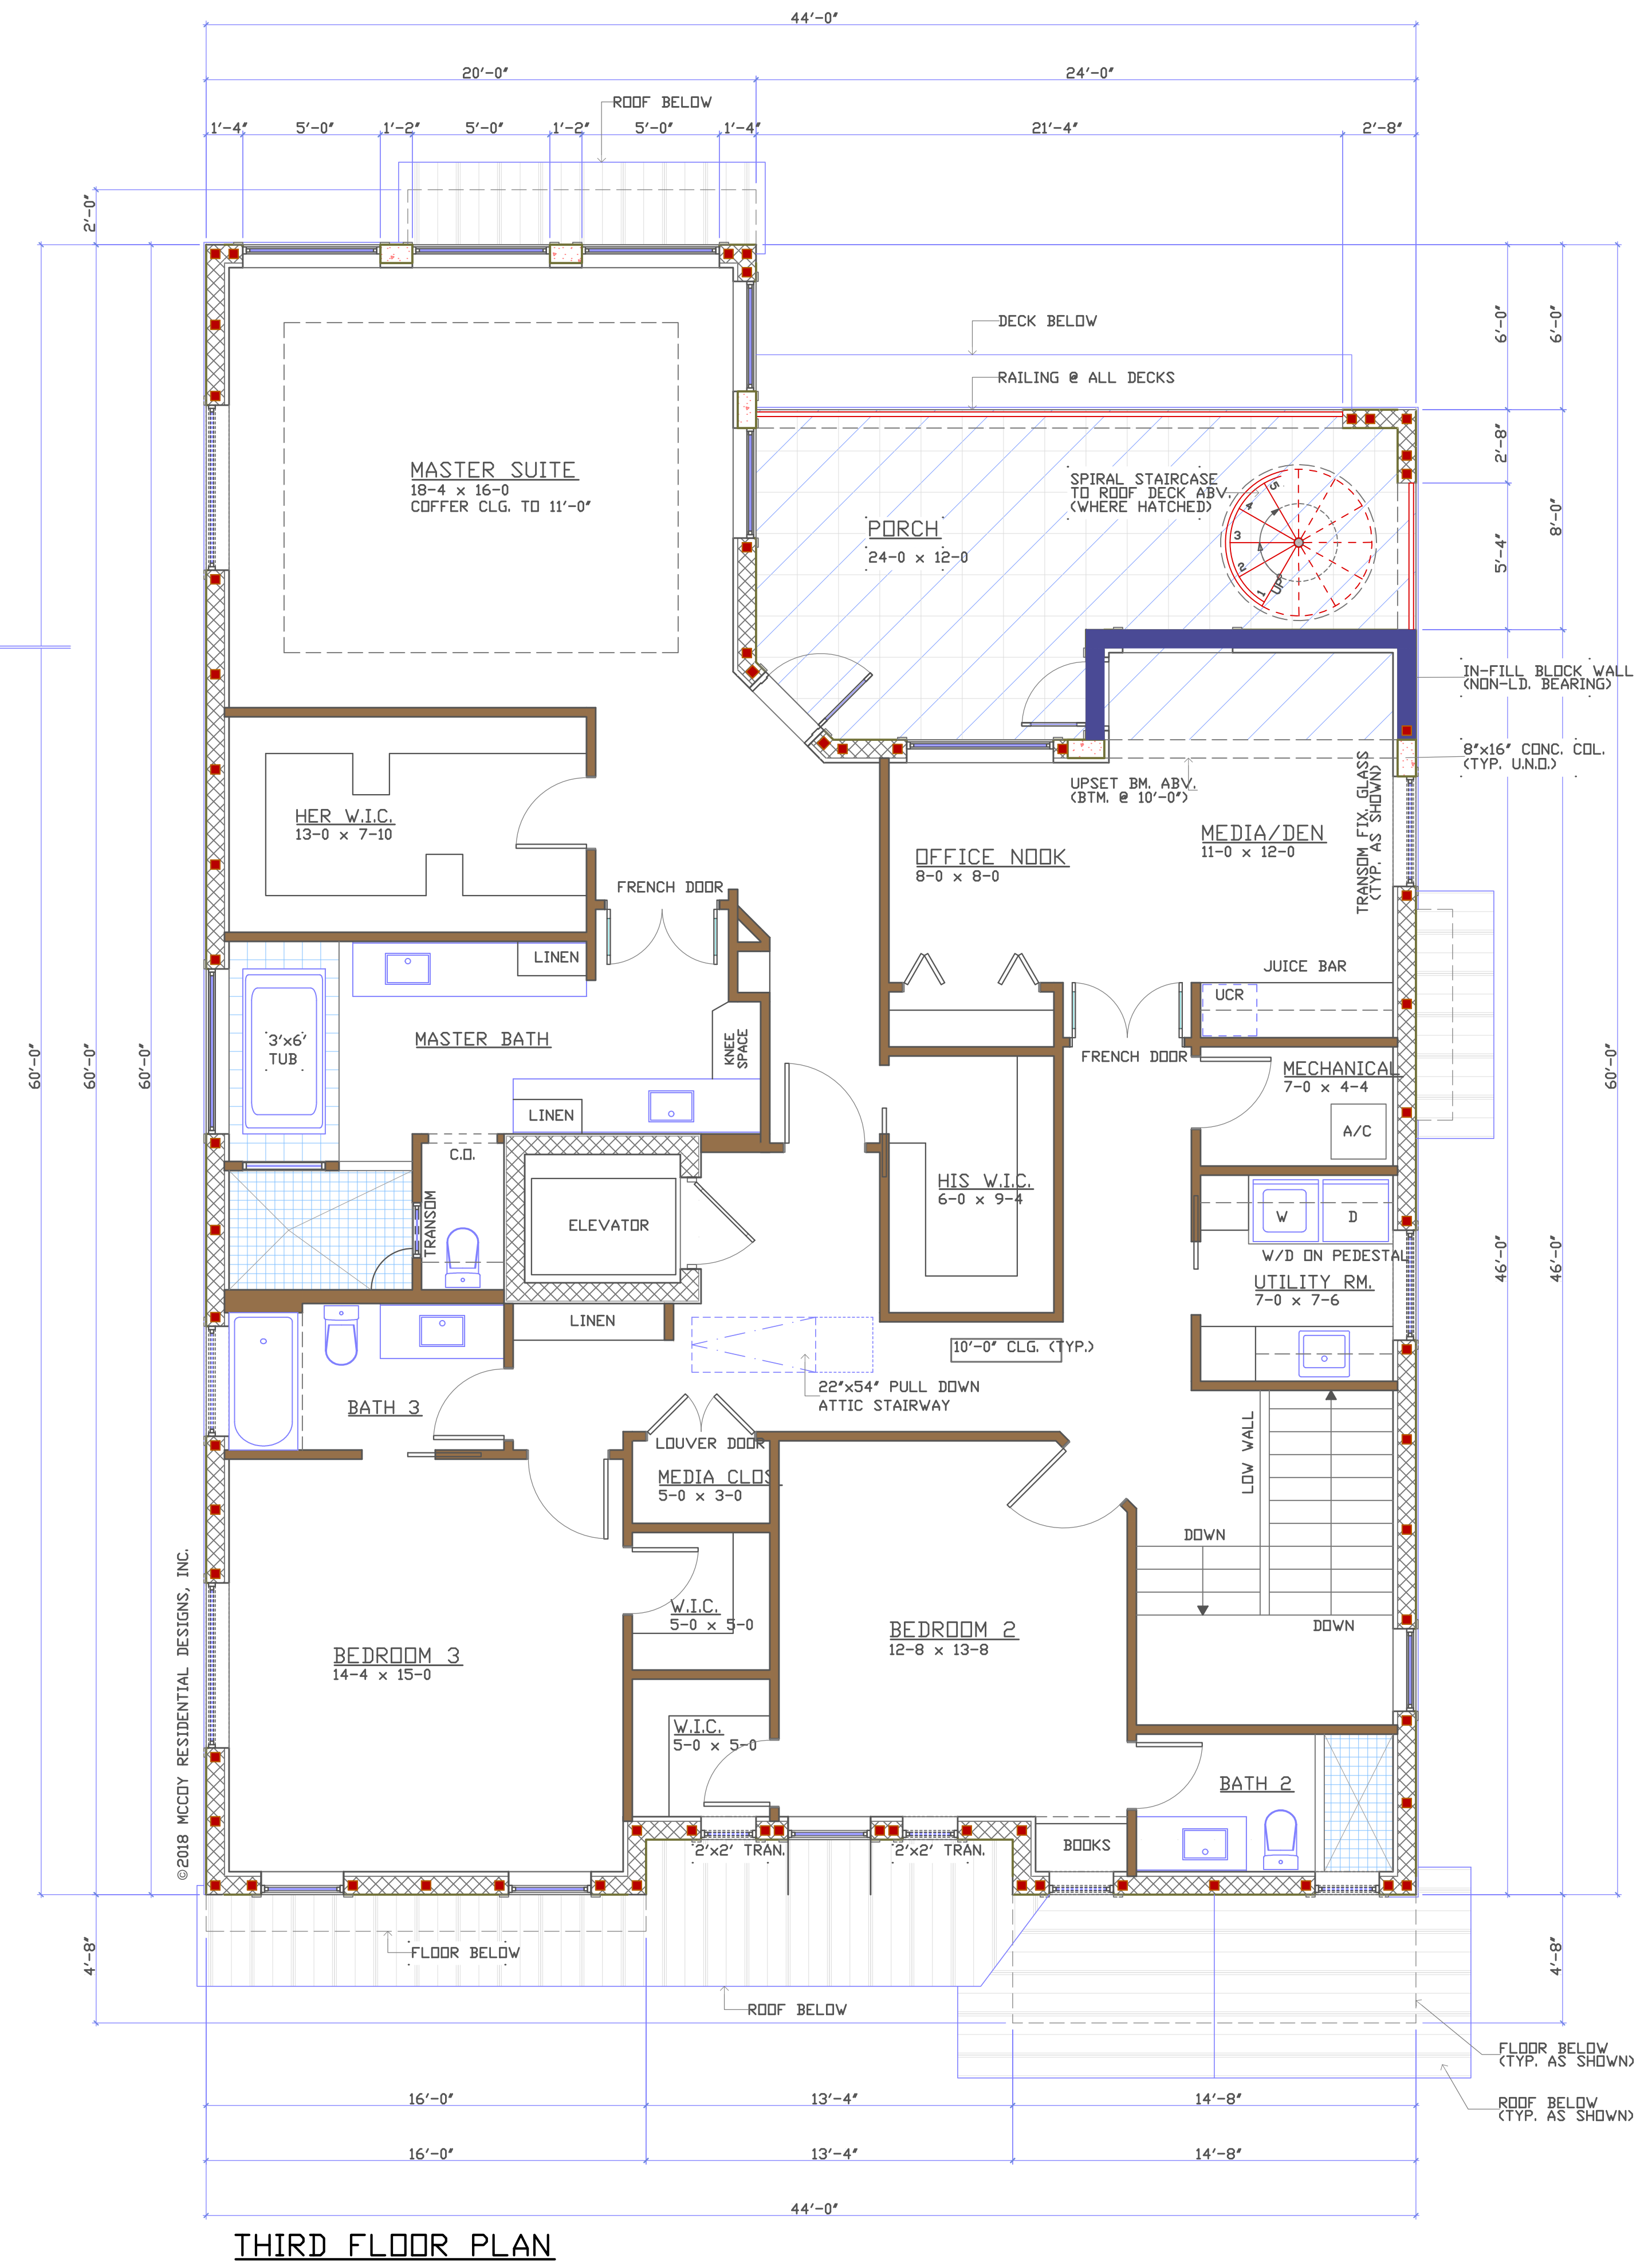 44'-0"
20'-0"
24'-0"
ROOF BELOW
1'-4"
5'-0"
1'-2"
5'-0"
1'-2"
5'-0"
1'-4"
21'-4"
2'-8"
2'-0"
DECK BELOW
6'-0"
6'-0"
RAILING @ ALL DECKS
MASTER SUITE
18-4 x 16-0
COFFER CLG. TO 11'-0"
SPIRAL STAIRCASE
TO ROOF DECK ABV.
(WHERE HATCHED)
2'-8"
5'-4"
8'-0"
PORCH
24-0 x 12-0
5
4
3
2
1
UP
IN-FILL BLOCK WALL
(NON-LD. BEARING)
8"x16" CONC. COL.
(TYP. U.N.O.)
UPSET BM. ABV.
(BTM. @ 10'-0")
TRANSOM FIX. GLASS
(TYP. AS SHOWN)
HER W.I.C.
13-0 x 7-10
MEDIA/DEN
11-0 x 12-0
OFFICE NOOK
8-0 x 8-0
FRENCH DOOR
LINEN
JUICE BAR
UCR
3'x6'
TUB
MASTER BATH
KNEE
SPACE
FRENCH DOOR
MECHANICAL
7-0 x 4-4
A/C
60'-0"
60'-0"
60'-0"
60'-0"
LINEN
C.O.
TRANSOM
ELEVATOR
HIS W.I.C.
6-0 x 9-4
W
D
W/D ON PEDESTAL
UTILITY RM.
7-0 x 7-6
46'-0"
46'-0"
LINEN
10'-0" CLG. (TYP.)
22"x54" PULL DOWN
ATTIC STAIRWAY
BATH 3
LOUVER DOOR
MEDIA CLOS.
5-0 x 3-0
LOW WALL
DOWN
DOWN
W.I.C.
5-0 x 5-0
BEDROOM 2
12-8 x 13-8
BEDROOM 3
14-4 x 15-0
W.I.C.
5-0 x 5-0
BATH 2
©2018 MCCOY RESIDENTIAL DESIGNS, INC.
2'x2' TRAN.
2'x2' TRAN.
BOOKS
4'-8"
FLOOR BELOW
4'-8"
ROOF BELOW
FLOOR BELOW
(TYP. AS SHOWN)
ROOF BELOW
(TYP. AS SHOWN)
16'-0"
13'-4"
14'-8"
16'-0"
13'-4"
14'-8"
44'-0"
THIRD FLOOR PLAN